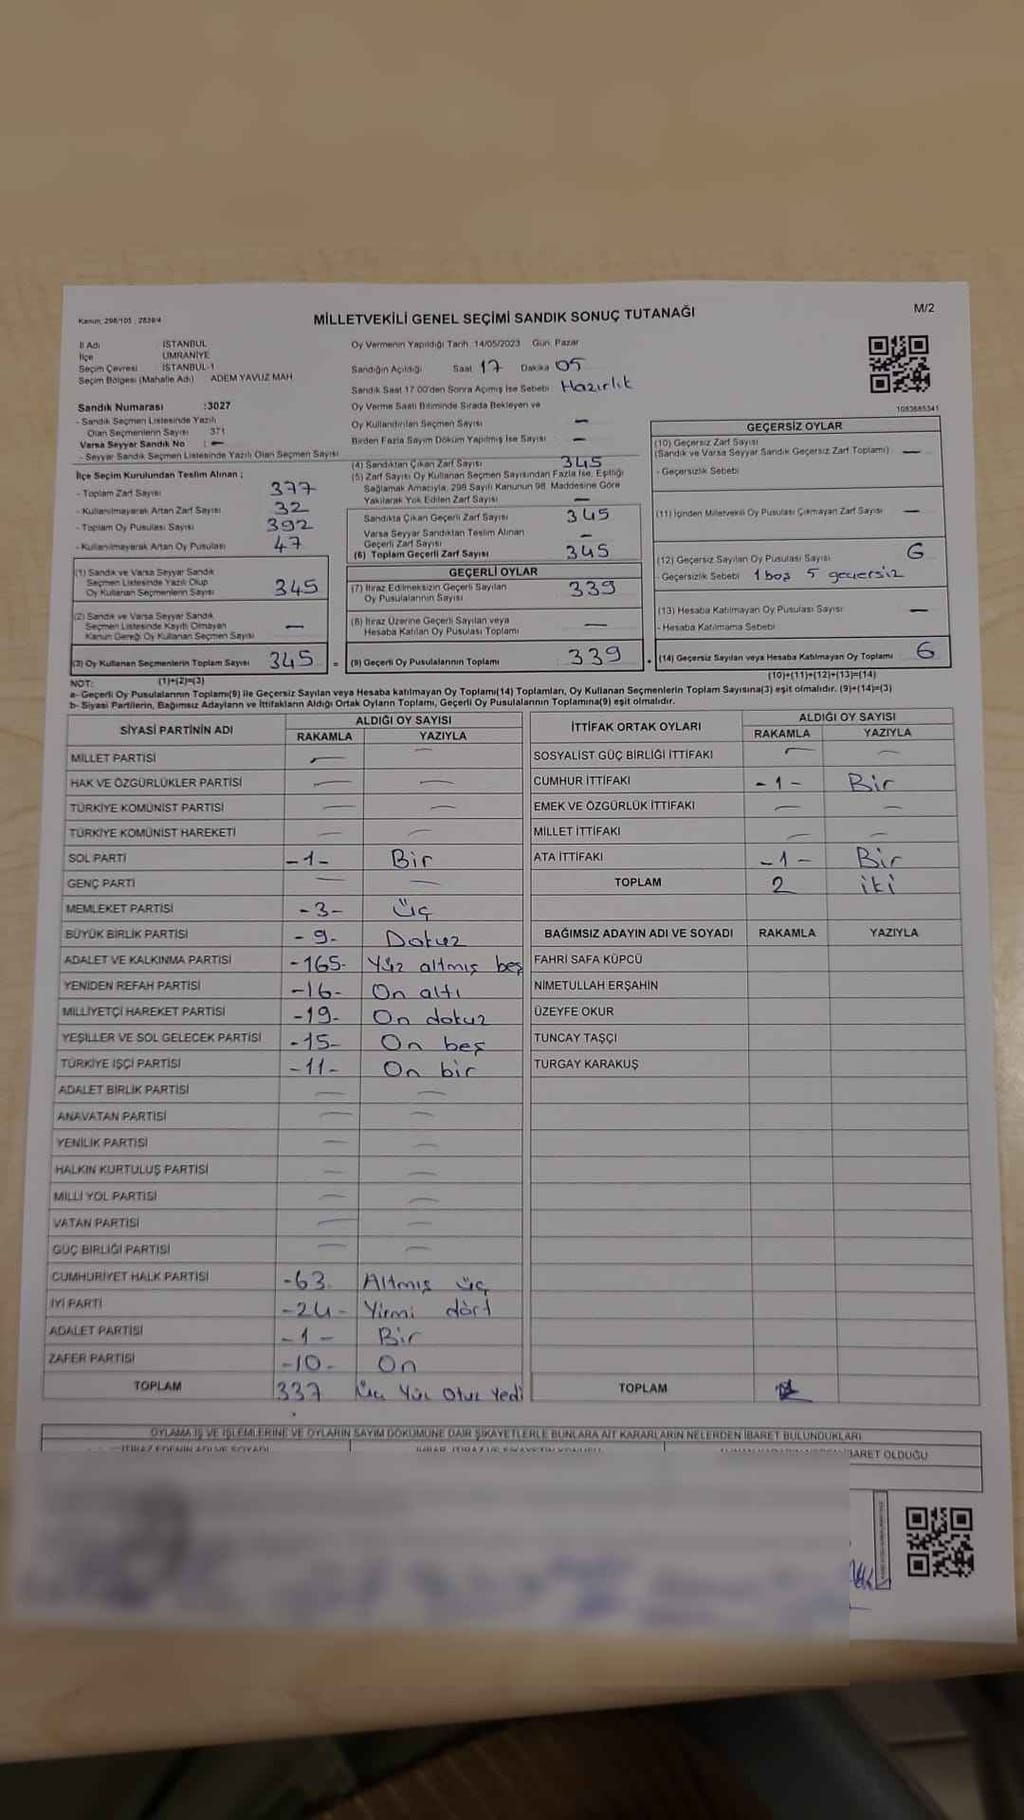 Kanun: 298/105 ; 2839/4
MİLLETVEKİLİ GENEL SEÇİMİ SANDIK SONUÇ TUTANAĞI
M/2
İl Adı İSTANBUL
İlçe ÜMRANİYE
Seçim Çevresi İSTANBUL-1
Seçim Bölgesi (Mahalle Adı) ADEM YAVUZ MAH
Sandık Numarası :3027
- Sandık Seçmen Listesinde Yazılı
Olan Seçmenlerin Sayısı 371
Varsa Seyyar Sandık No : —
- Seyyar Sandık Seçmen Listesinde Yazılı Olan Seçmen Sayısı
Oy Vermenin Yapıldığı Tarih :14/05/2023 Gün: Pazar
Sandığın Açıldığı Saat 17 Dakika 05
Sandık Saat 17:00'den Sonra Açılmış İse Sebebi Hazırlık
Oy Verme Saati Bitiminde Sırada Bekleyen ve
Oy Kullandırılan Seçmen Sayısı —
Birden Fazla Sayım Döküm Yapılmış İse Sayısı —
1083685341
İlçe Seçim Kurulundan Teslim Alınan ;
- Toplam Zarf Sayısı 377
- Kullanılmayarak Artan Zarf Sayısı 32
- Toplam Oy Pusulası Sayısı 392
- Kullanılmayarak Artan Oy Pusulası 47
(1) Sandık ve Varsa Seyyar Sandık
Seçmen Listesinde Yazılı Olup
Oy Kullanan Seçmenlerin Sayısı 345
(2) Sandık ve Varsa Seyyar Sandık
Seçmen Listesinde Kayıtlı Olmayan
Kanun Gereği Oy Kullanan Seçmen Sayısı —
(3) Oy Kullanan Seçmenlerin Toplam Sayısı 345 =
(4) Sandıktan Çıkan Zarf Sayısı 345
(5) Zarf Sayısı Oy Kullanan Seçmen Sayısından Fazla İse, Eşitliği
Sağlamak Amacıyla, 298 Sayılı Kanunun 98. Maddesine Göre
Yakılarak Yok Edilen Zarf Sayısı —
Sandıkta Çıkan Geçerli Zarf Sayısı 345
Varsa Seyyar Sandıktan Teslim Alınan
Geçerli Zarf Sayısı —
(6) Toplam Geçerli Zarf Sayısı 345
GEÇERLİ OYLAR
(7) İtiraz Edilmeksizin Geçerli Sayılan
Oy Pusulalarının Sayısı 339
(8) İtiraz Üzerine Geçerli Sayılan veya
Hesaba Katılan Oy Pusulası Toplamı —
(9) Geçerli Oy Pusulalarının Toplamı 339
GEÇERSİZ OYLAR
(10) Geçersiz Zarf Sayısı
(Sandık ve Varsa Seyyar Sandık Geçersiz Zarf Toplamı) —
- Geçersizlik Sebebi
(11) İçinden Milletvekili Oy Pusulası Çıkmayan Zarf Sayısı —
(12) Geçersiz Sayılan Oy Pusulası Sayısı 6
- Geçersizlik Sebebi 1 boş 5 geçersiz
(13) Hesaba Katılmayan Oy Pusulası Sayısı —
- Hesaba Katılmama Sebebi
(14) Geçersiz Sayılan veya Hesaba Katılmayan Oy Toplamı 6
NOT: (1)+(2)=(3) (10)+(11)+(12)+(13)=(14)
a- Geçerli Oy Pusulalarının Toplamı(9) ile Geçersiz Sayılan veya Hesaba katılmayan Oy Toplamı(14) Toplamları, Oy Kullanan Seçmenlerin Toplam Sayısına(3) eşit olmalıdır. (9)+(14)=(3)
b- Siyasi Partilerin, Bağımsız Adayların ve İttifakların Aldığı Ortak Oyların Toplamı, Geçerli Oy Pusulalarının Toplamına(9) eşit olmalıdır.
SİYASİ PARTİNİN ADI ALDIĞI OY SAYISI
RAKAMLA YAZIYLA
MİLLET PARTİSİ — —
HAK VE ÖZGÜRLÜKLER PARTİSİ — —
TÜRKİYE KOMÜNİST PARTİSİ — —
TÜRKİYE KOMÜNİST HAREKETİ — —
SOL PARTİ -1- Bir
GENÇ PARTİ — —
MEMLEKET PARTİSİ -3- üç
BÜYÜK BİRLİK PARTİSİ -9- Dokuz
ADALET VE KALKINMA PARTİSİ -165- Yüz altmış beş
YENİDEN REFAH PARTİSİ -16- On altı
MİLLİYETÇİ HAREKET PARTİSİ -19- On dokuz
YEŞİLLER VE SOL GELECEK PARTİSİ -15- On beş
TÜRKİYE İŞÇİ PARTİSİ -11- On bir
ADALET BİRLİK PARTİSİ — —
ANAVATAN PARTİSİ — —
YENİLİK PARTİSİ — —
HALKIN KURTULUŞ PARTİSİ — —
MİLLİ YOL PARTİSİ — —
VATAN PARTİSİ — —
GÜÇ BİRLİĞİ PARTİSİ — —
CUMHURİYET HALK PARTİSİ -63- Altmış üç
İYİ PARTİ -24- Yirmi dört
ADALET PARTİSİ -1- Bir
ZAFER PARTİSİ -10- On
TOPLAM 337 Üç Yüz Otuz Yedi
İTTİFAK ORTAK OYLARI ALDIĞI OY SAYISI
RAKAMLA YAZIYLA
SOSYALİST GÜÇ BİRLİĞİ İTTİFAKI — —
CUMHUR İTTİFAKI -1- Bir
EMEK VE ÖZGÜRLÜK İTTİFAKI — —
MİLLET İTTİFAKI — —
ATA İTTİFAKI -1- Bir
TOPLAM 2 iki
BAĞIMSIZ ADAYIN ADI VE SOYADI RAKAMLA YAZIYLA
FAHRİ SAFA KÜPCÜ
NİMETULLAH ERŞAHİN
ÜZEYFE OKUR
TUNCAY TAŞÇI
TURGAY KARAKUŞ
TOPLAM
OYLAMA İŞ VE İŞLEMLERİNE VE OYLARIN SAYIM DÖKÜMÜNE DAİR ŞİKAYETLERLE BUNLARA AİT KARARLARIN NELERDEN İBARET BULUNDUKLARI
BARET OLDUĞU